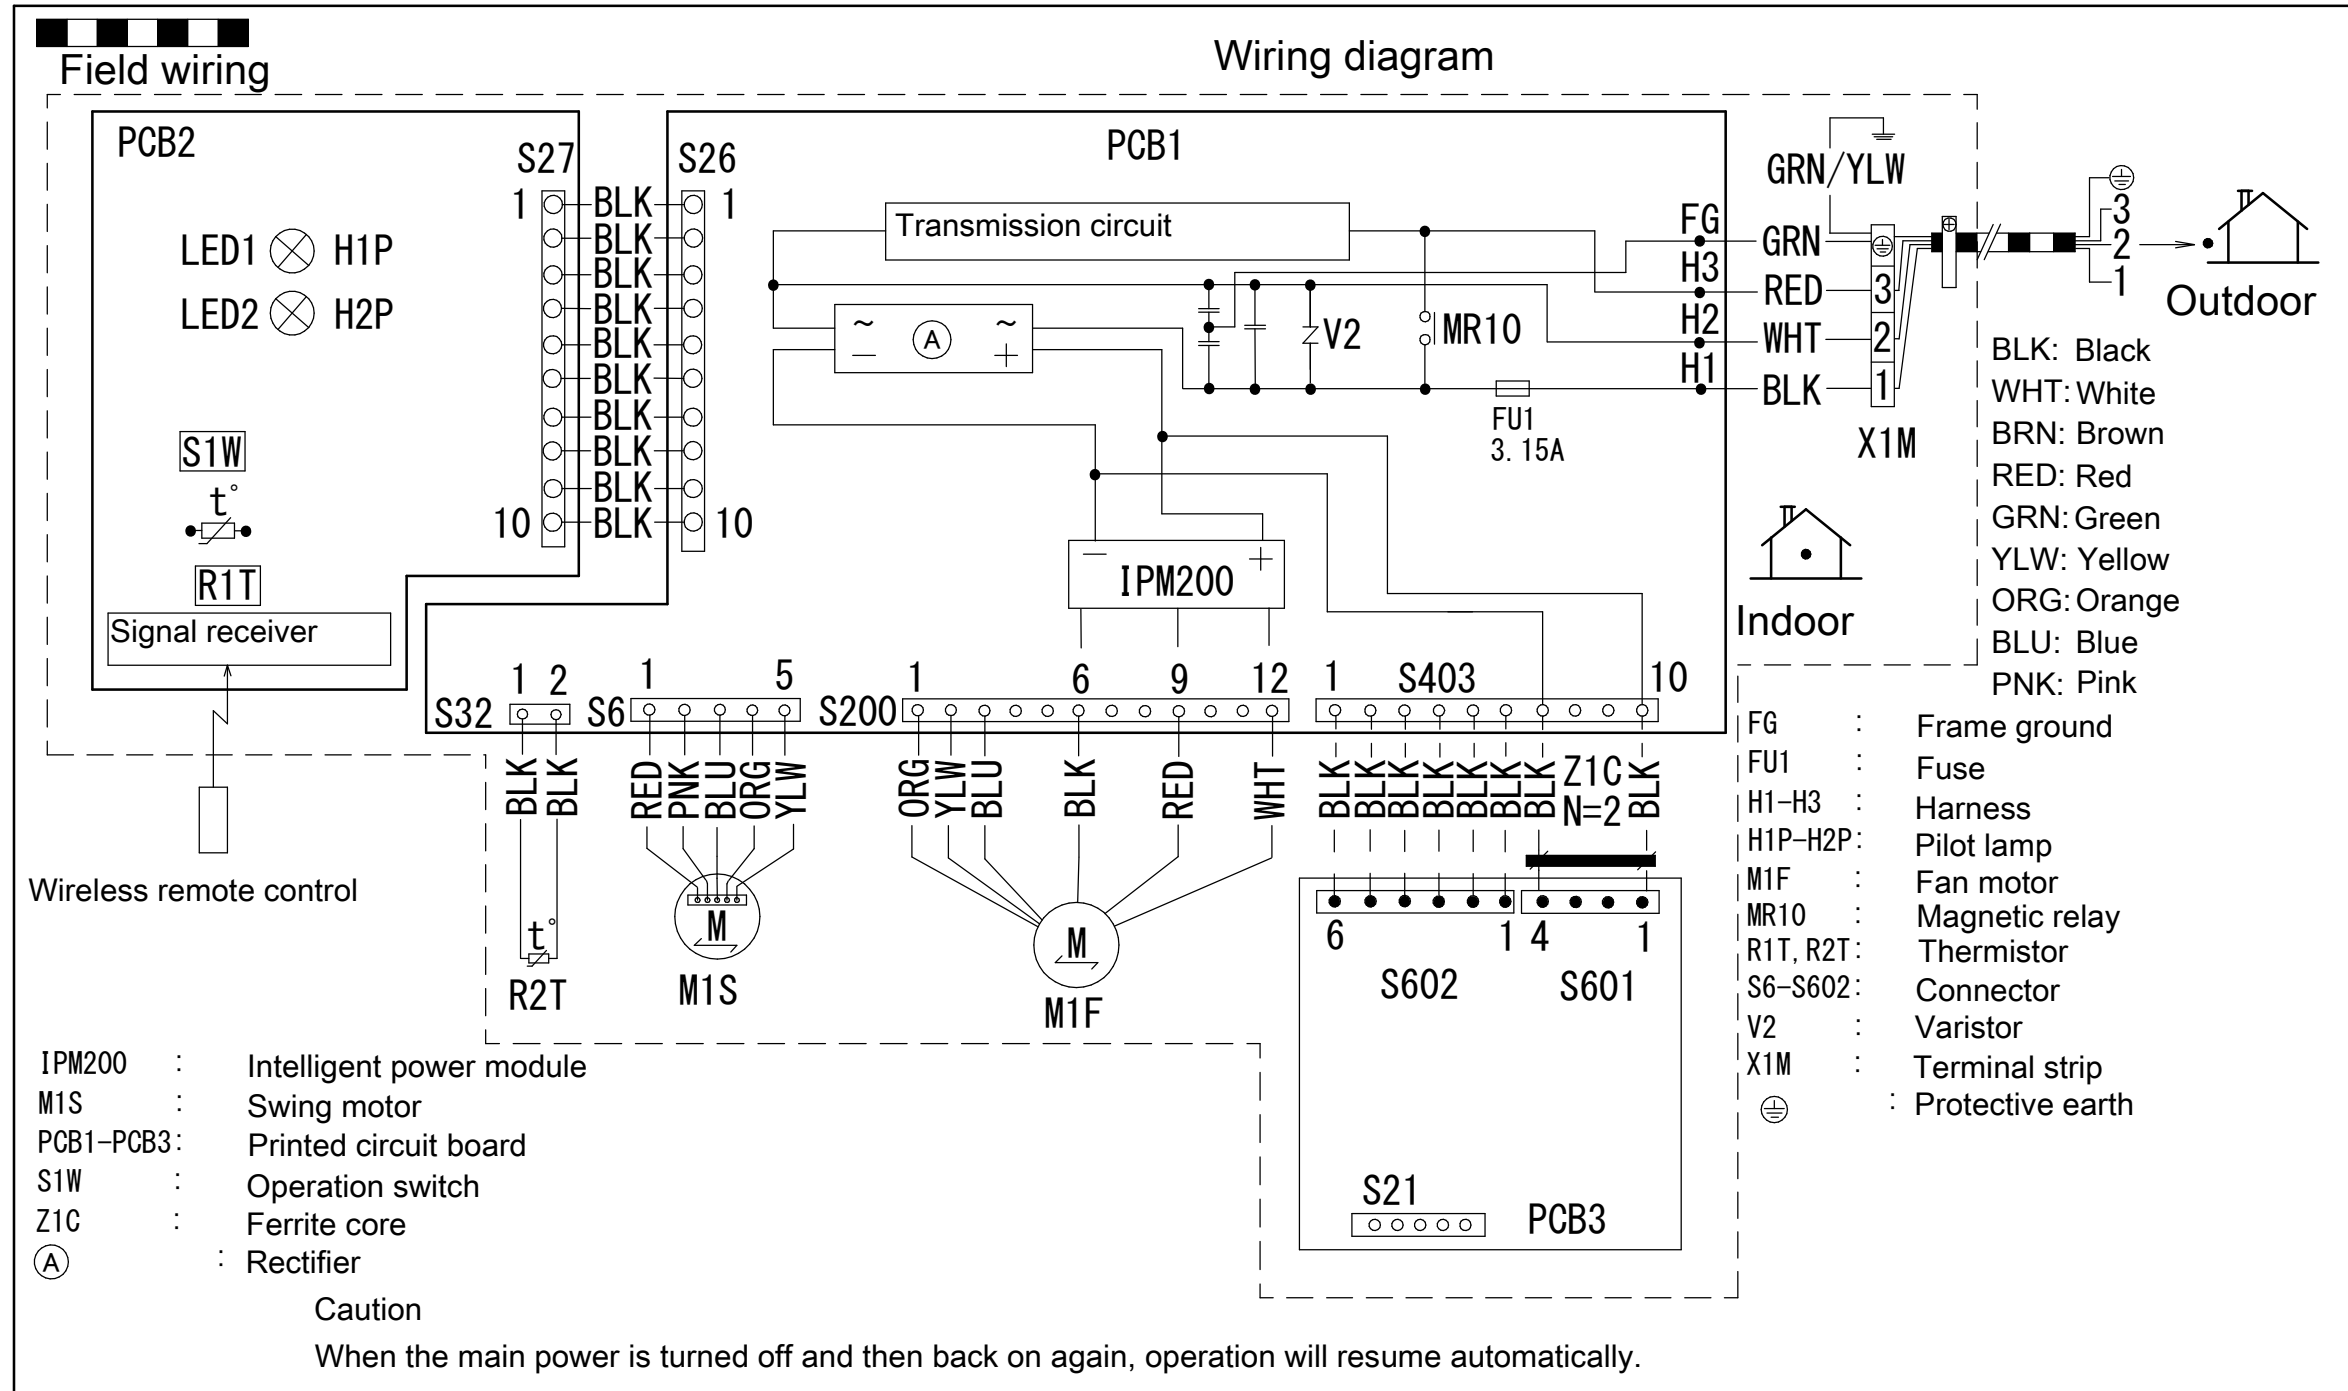 Field wiring
Wiring diagram
PCB2
S27
S26
PCB1
1 BLK 1
BLK
BLK
BLK
BLK
BLK
BLK
BLK
BLK
10 BLK 10
LED1 H1P
LED2 H2P
S1W
t°
R1T
Signal receiver
Wireless remote control
Transmission circuit
~ A ~
– +
V2
MR10
FU1
3.15A
FG
H3
H2
H1
GRN/YLW
GRN
RED 3
WHT 2
BLK 1
X1M
3
2
1
Outdoor
Indoor
– +
IPM200
BLK: Black
WHT: White
BRN: Brown
RED: Red
GRN: Green
YLW: Yellow
ORG: Orange
BLU: Blue
PNK: Pink
S32 1 2
S6 1 5
S200 1 6 9 12
1 S403 10
BLK BLK
RED PNK BLU ORG YLW
ORG YLW BLU BLK RED WHT
BLK BLK BLK BLK BLK BLK BLK Z1C BLK
N=2
t°
R2T
M
M1S
M
M1F
6 1 4 1
S602 S601
S21
PCB3
FG : Frame ground
FU1 : Fuse
H1-H3 : Harness
H1P-H2P: Pilot lamp
M1F : Fan motor
MR10 : Magnetic relay
R1T, R2T: Thermistor
S6-S602: Connector
V2 : Varistor
X1M : Terminal strip
: Protective earth
IPM200 : Intelligent power module
M1S : Swing motor
PCB1-PCB3: Printed circuit board
S1W : Operation switch
Z1C : Ferrite core
A : Rectifier
Caution
When the main power is turned off and then back on again, operation will resume automatically.